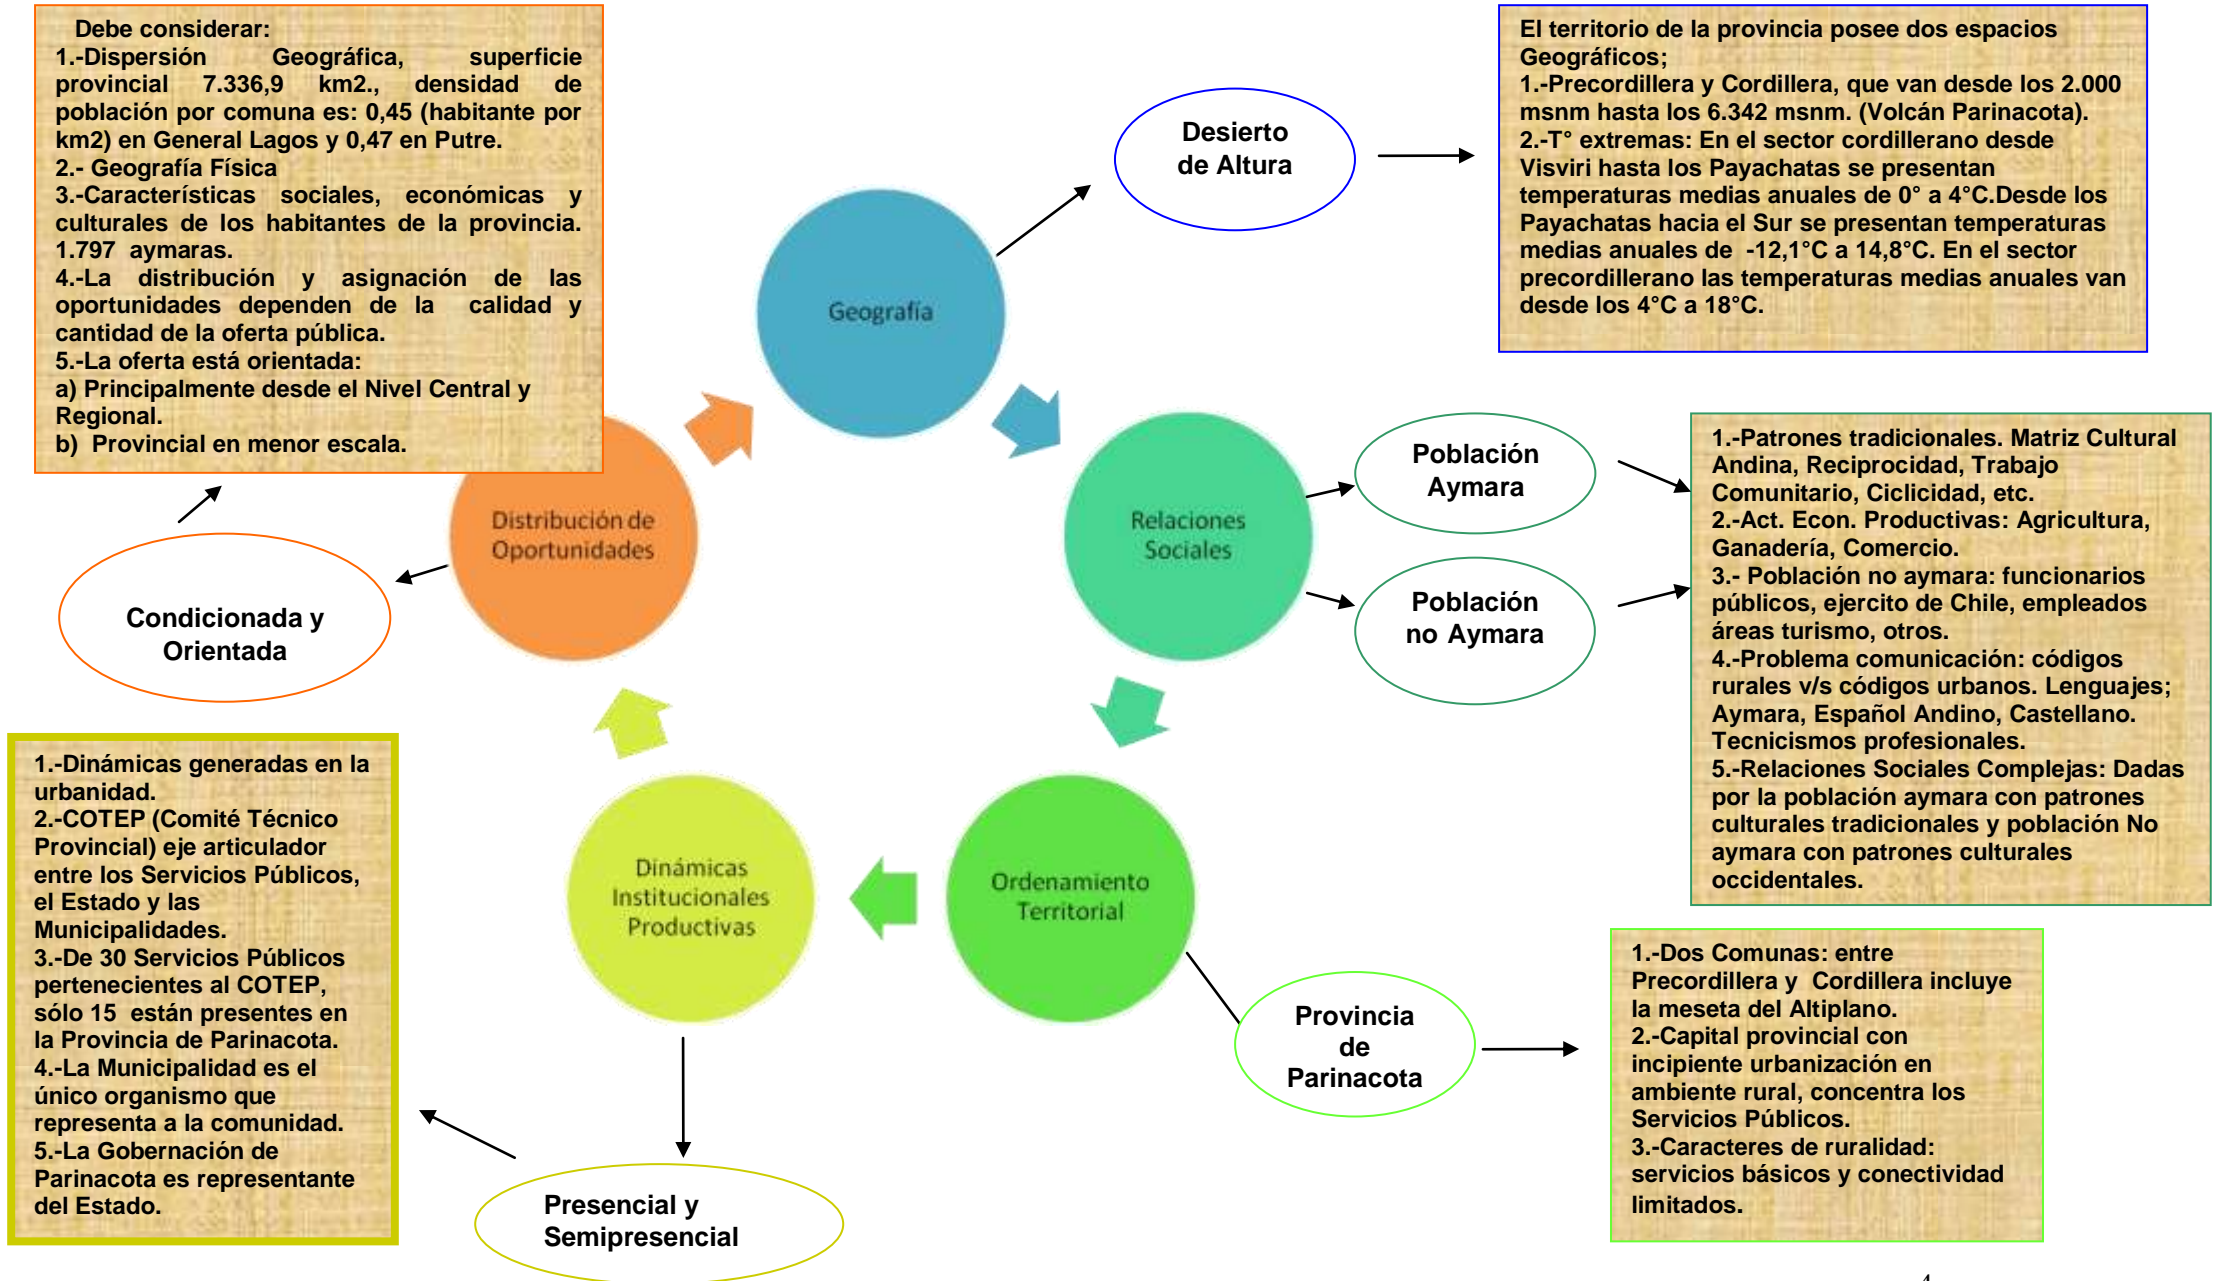 Debe considerar:
1.-Dispersión Geográfica, superficie
provincial 7.336,9 km2., densidad de
población por comuna es: 0,45 (habitante por
km2) en General Lagos y 0,47 en Putre.
2.- Geografía Física
3.-Características sociales, económicas y
culturales de los habitantes de la provincia.
1.797 aymaras.
4.-La distribución y asignación de las
oportunidades dependen de la calidad y
cantidad de la oferta pública.
5.-La oferta está orientada:
a) Principalmente desde el Nivel Central y
Regional.
b) Provincial en menor escala.
Geografía
Desierto
de Altura
El territorio de la provincia posee dos espacios
Geográficos;
1.-Precordillera y Cordillera, que van desde los 2.000
msnm hasta los 6.342 msnm. (Volcán Parinacota).
2.-T° extremas: En el sector cordillerano desde
Visviri hasta los Payachatas se presentan
temperaturas medias anuales de 0° a 4°C.Desde los
Payachatas hacia el Sur se presentan temperaturas
medias anuales de -12,1°C a 14,8°C. En el sector
precordillerano las temperaturas medias anuales van
desde los 4°C a 18°C.
Distribución de
Oportunidades
Condicionada y
Orientada
Relaciones
Sociales
Población
Aymara
Población
no Aymara
1.-Patrones tradicionales. Matriz Cultural
Andina, Reciprocidad, Trabajo
Comunitario, Ciclicidad, etc.
2.-Act. Econ. Productivas: Agricultura,
Ganadería, Comercio.
3.- Población no aymara: funcionarios
públicos, ejercito de Chile, empleados
áreas turismo, otros.
4.-Problema comunicación: códigos
rurales v/s códigos urbanos. Lenguajes;
Aymara, Español Andino, Castellano.
Tecnicismos profesionales.
5.-Relaciones Sociales Complejas: Dadas
por la población aymara con patrones
culturales tradicionales y población No
aymara con patrones culturales
occidentales.
1.-Dinámicas generadas en la
urbanidad.
2.-COTEP (Comité Técnico
Provincial) eje articulador
entre los Servicios Públicos,
el Estado y las
Municipalidades.
3.-De 30 Servicios Públicos
pertenecientes al COTEP,
sólo 15 están presentes en
la Provincia de Parinacota.
4.-La Municipalidad es el
único organismo que
representa a la comunidad.
5.-La Gobernación de
Parinacota es representante
del Estado.
Dinámicas
Institucionales
Productivas
Presencial y
Semipresencial
Ordenamiento
Territorial
Provincia
de
Parinacota
1.-Dos Comunas: entre
Precordillera y Cordillera incluye
la meseta del Altiplano.
2.-Capital provincial con
incipiente urbanización en
ambiente rural, concentra los
Servicios Públicos.
3.-Caracteres de ruralidad:
servicios básicos y conectividad
limitados.